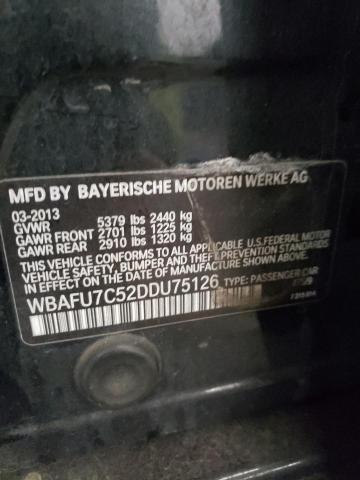 MFD BY BAYERISCHE MOTOREN WERKE AG
03-2013
GVWR 5379 lbs 2440 kg
GAWR FRONT 2701 lbs 1225 kg
GAWR REAR 2910 lbs 1320 kg
THIS VEHICLE CONFORMS TO ALL APPLICABLE U.S. FEDERAL MOTOR
VEHICLE SAFETY, BUMPER AND THEFT PREVENTION STANDARDS
IN EFFECT ON THE DATE OF MANUFACTURE SHOWN ABOVE.
WBAFU7C52DDU75126 TYPE: PASSENGER CAR